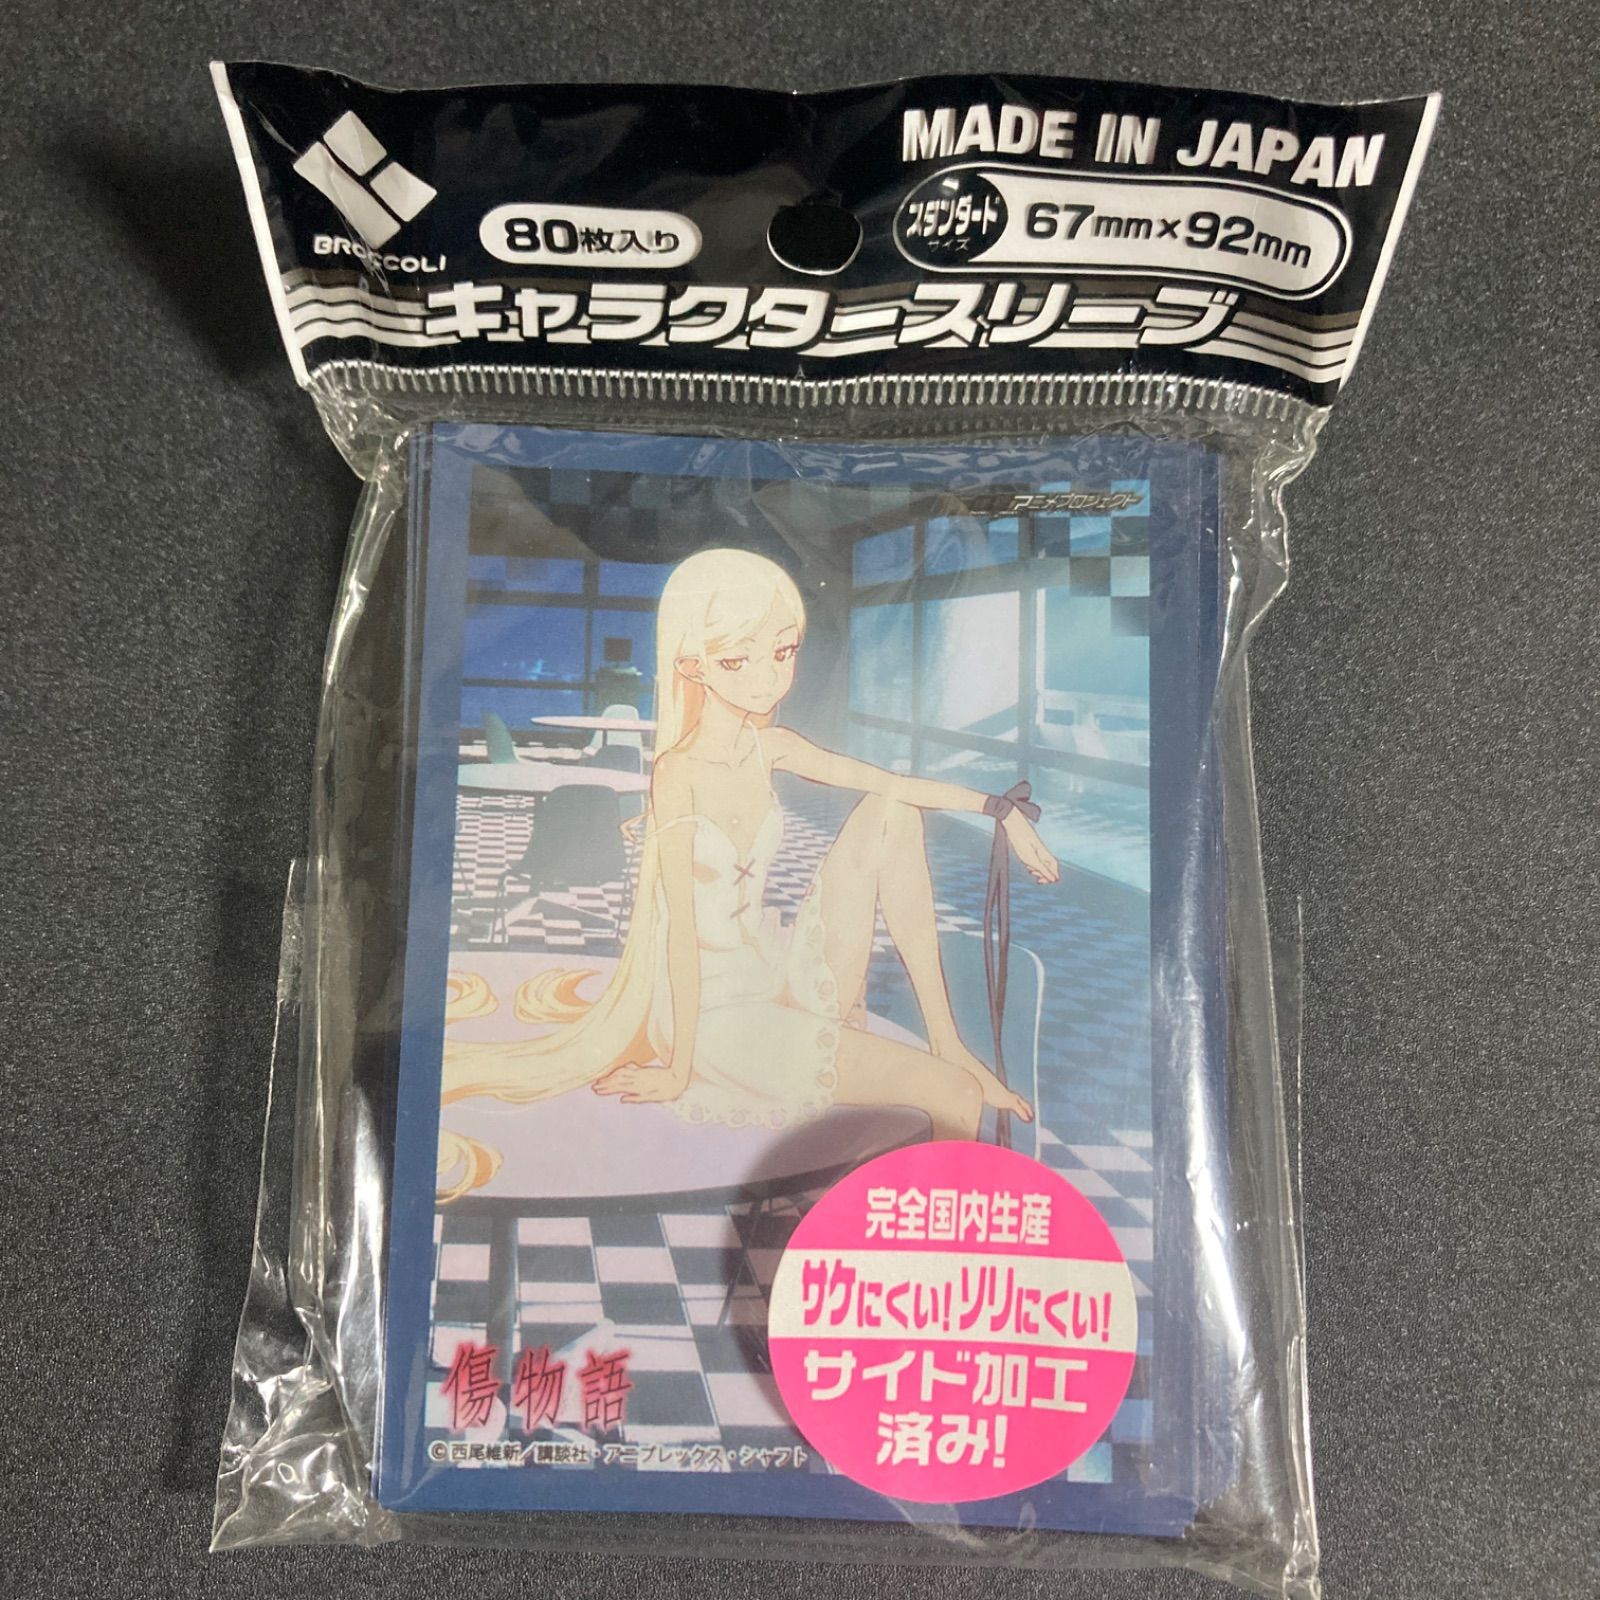 BROCCOLI
80枚入り
MADE IN JAPAN
スタンダード
サイズ
67mm×92mm
キャラクタースリーブ
アニメプロジェクト
完全国内生産
サケにくい!ソリにくい!
サイド加工
済み!
傷物語
©西尾維新/講談社・アニプレックス・シャフト